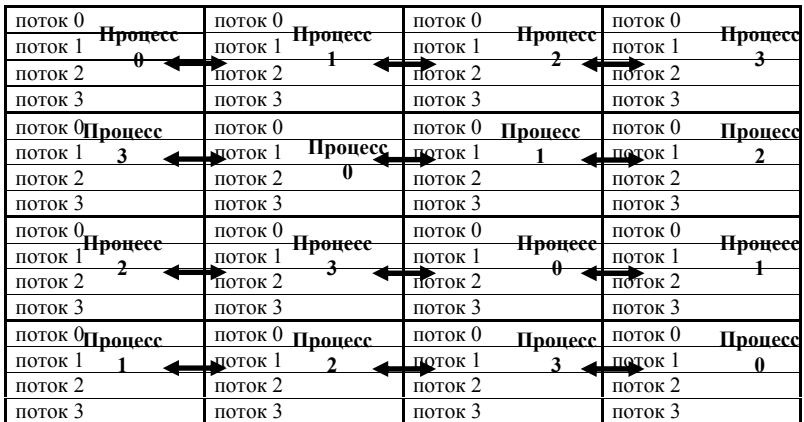 поток 0 Процесс 0 поток 0 Процесс 1 поток 0 Процесс 2 поток 0 Процесс 3
поток 1 поток 1 поток 1 поток 1
поток 2 поток 2 поток 2 поток 2
поток 3 поток 3 поток 3 поток 3
поток 0 Процесс 3 поток 0 Процесс 0 поток 0 Процесс 1 поток 0 Процесс 2
поток 1 поток 1 поток 1 поток 1
поток 2 поток 2 поток 2 поток 2
поток 3 поток 3 поток 3 поток 3
поток 0 Процесс 2 поток 0 Процесс 3 поток 0 Процесс 0 поток 0 Процесс 1
поток 1 поток 1 поток 1 поток 1
поток 2 поток 2 поток 2 поток 2
поток 3 поток 3 поток 3 поток 3
поток 0 Процесс 1 поток 0 Процесс 2 поток 0 Процесс 3 поток 0 Процесс 0
поток 1 поток 1 поток 1 поток 1
поток 2 поток 2 поток 2 поток 2
поток 3 поток 3 поток 3 поток 3